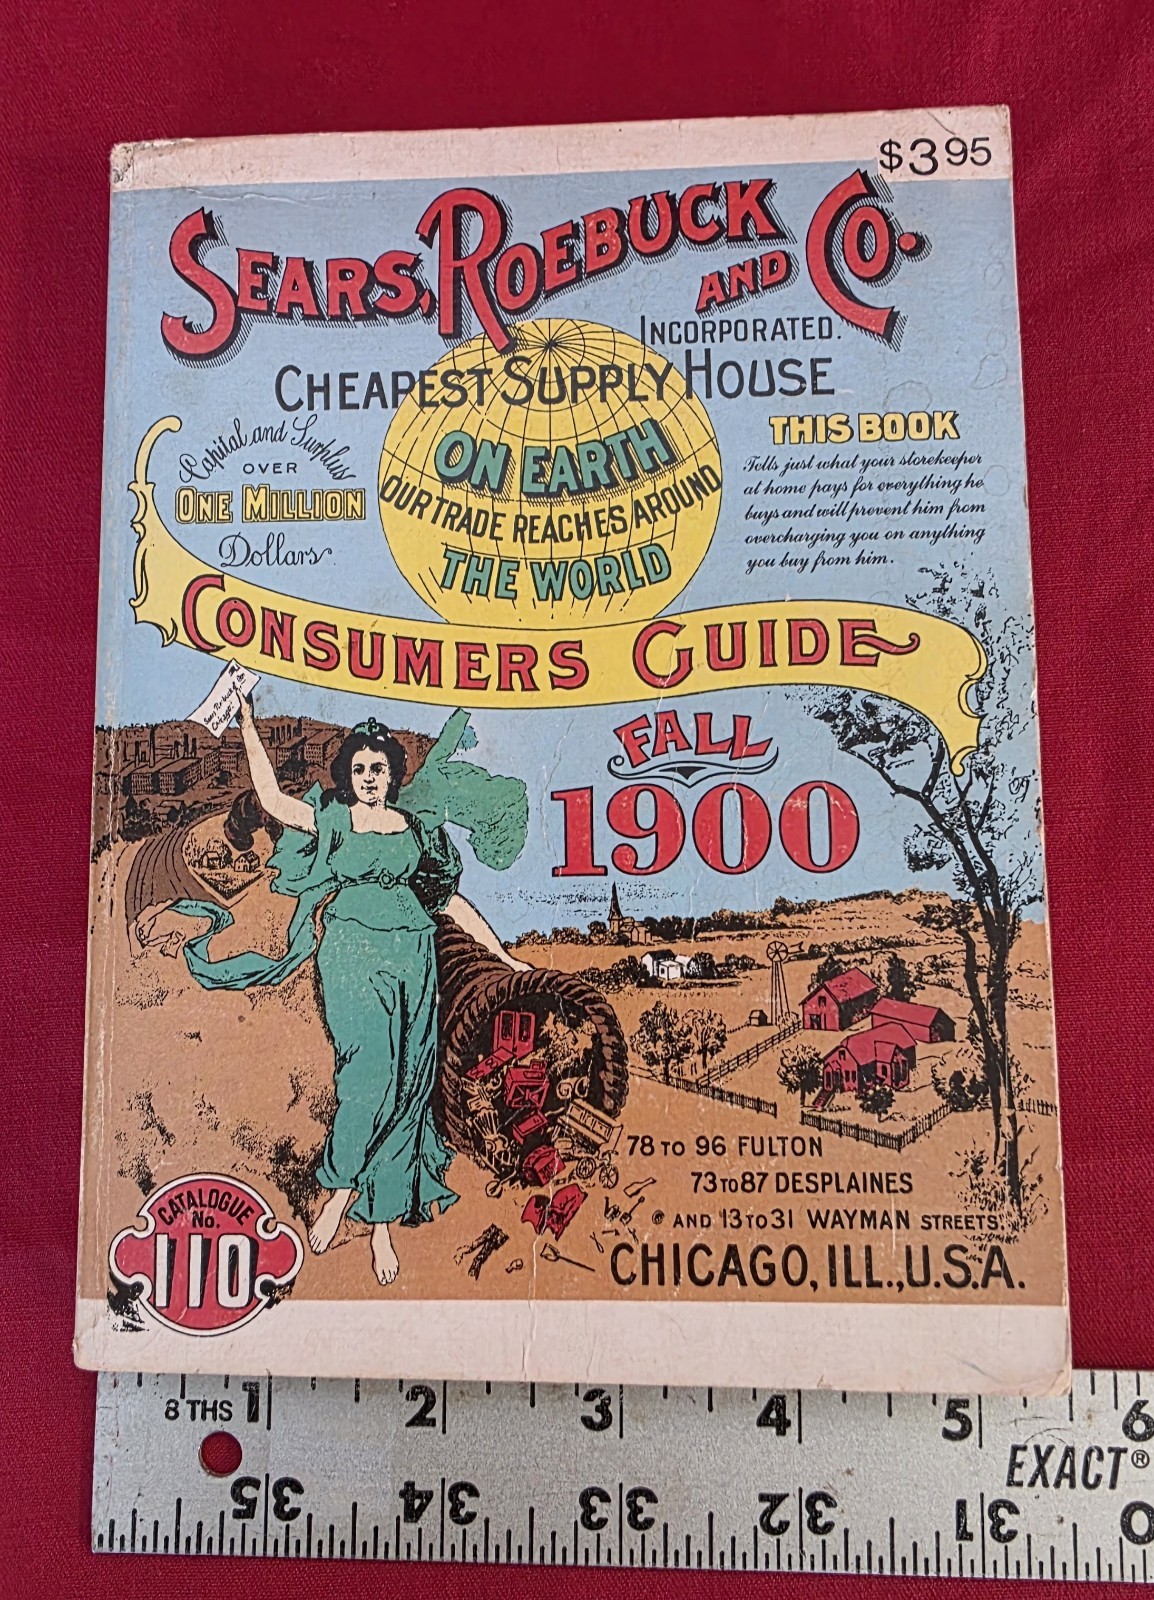 $3.95
SEARS, ROEBUCK AND CO.
INCORPORATED.
CHEAPEST SUPPLY HOUSE
ON EARTH
OUR TRADE REACHES AROUND
THE WORLD
Capital and Surplus
OVER
ONE MILLION
Dollars.
THIS BOOK
Tells just what your storekeeper
at home pays for everything he
buys and will prevent him from
overcharging you on anything
you buy from him.
CONSUMERS GUIDE
FALL
1900
78 TO 96 FULTON
73 TO 87 DESPLAINES
AND 13 TO 31 WAYMAN STREETS.
CHICAGO, ILL., U.S.A.
CATALOGUE
No.
110
8 THS 1 2 3 4 5 6
EXACT®
35 34 33 32 31 30